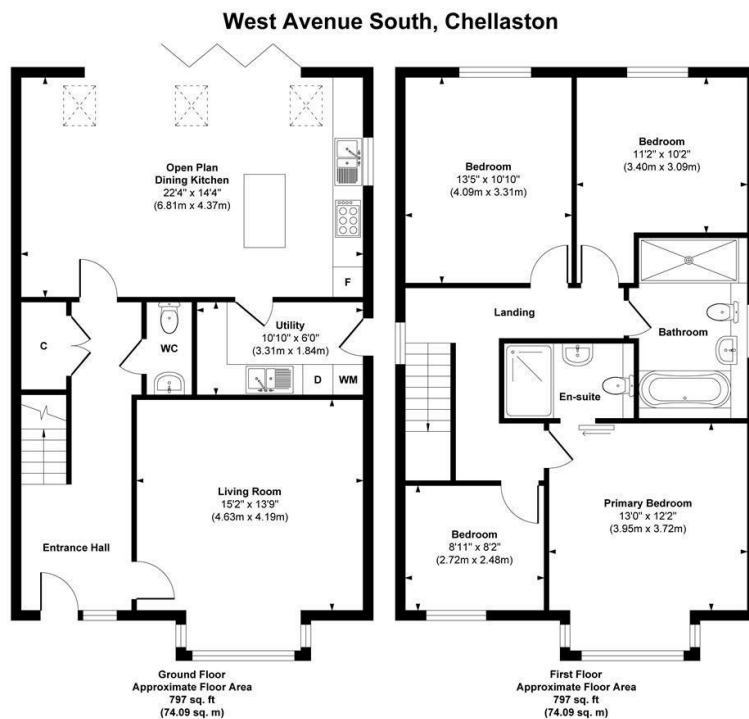 West Avenue South, Chellaston
Open Plan
Dining Kitchen
22'4" x 14'4"
(6.81m x 4.37m)
F
C
WC
Utility
10'10" x 6'0"
(3.31m x 1.84m)
D
WM
Living Room
15'2" x 13'9"
(4.63m x 4.19m)
Entrance Hall
Ground Floor
Approximate Floor Area
797 sq. ft
(74.09 sq. m)
Bedroom
13'5" x 10'10"
(4.09m x 3.31m)
Bedroom
11'2" x 10'2"
(3.40m x 3.09m)
Landing
Bathroom
En-suite
Primary Bedroom
13'0" x 12'2"
(3.95m x 3.72m)
Bedroom
8'11" x 8'2"
(2.72m x 2.48m)
First Floor
Approximate Floor Area
797 sq. ft
(74.09 sq. m)